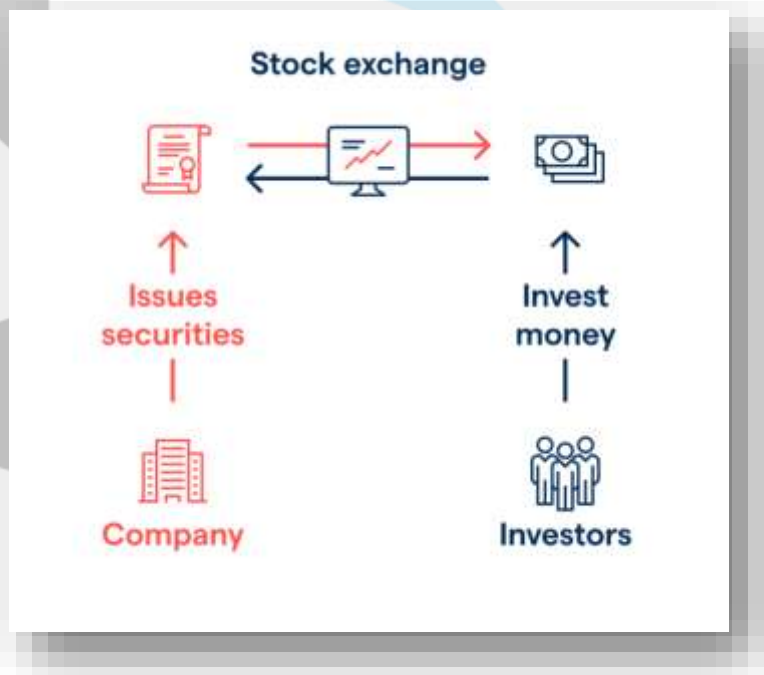 Stock exchange
Issues
securities
Invest
money
Company
Investors